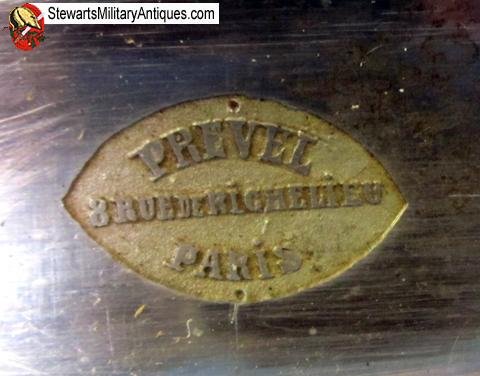 StewartsMilitaryAntiques.com
PREVEL
8 RUE DE RICHELIEU
PARIS